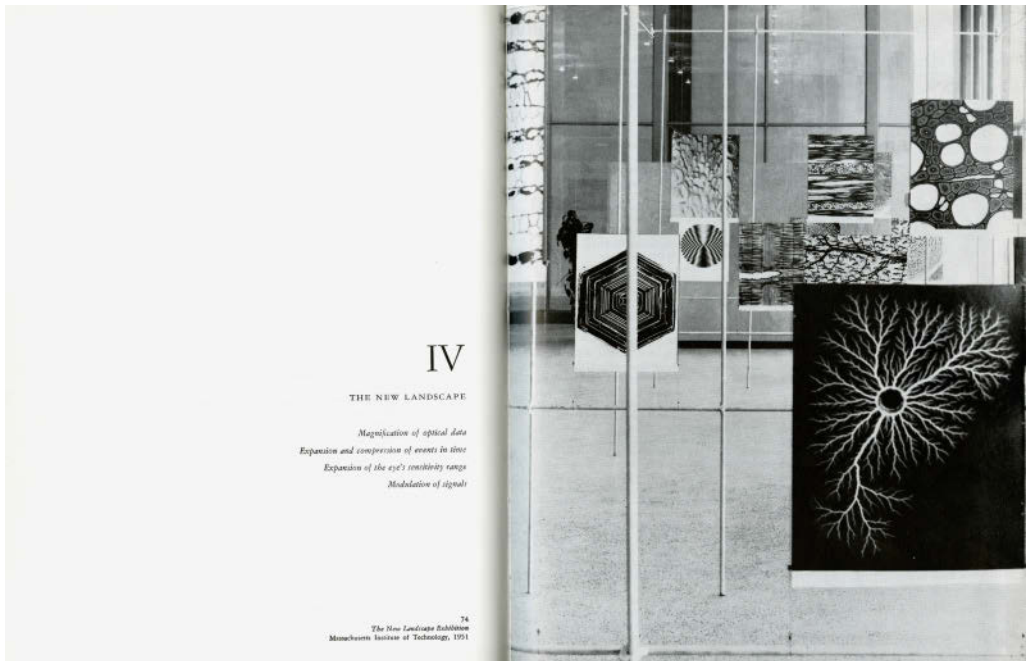 IV
THE NEW LANDSCAPE
Magnification of optical data
Expansion and compression of events in time
Expansion of the eye's sensitivity range
Modulation of signals
74
The New Landscape Exhibition
Massachusetts Institute of Technology, 1951